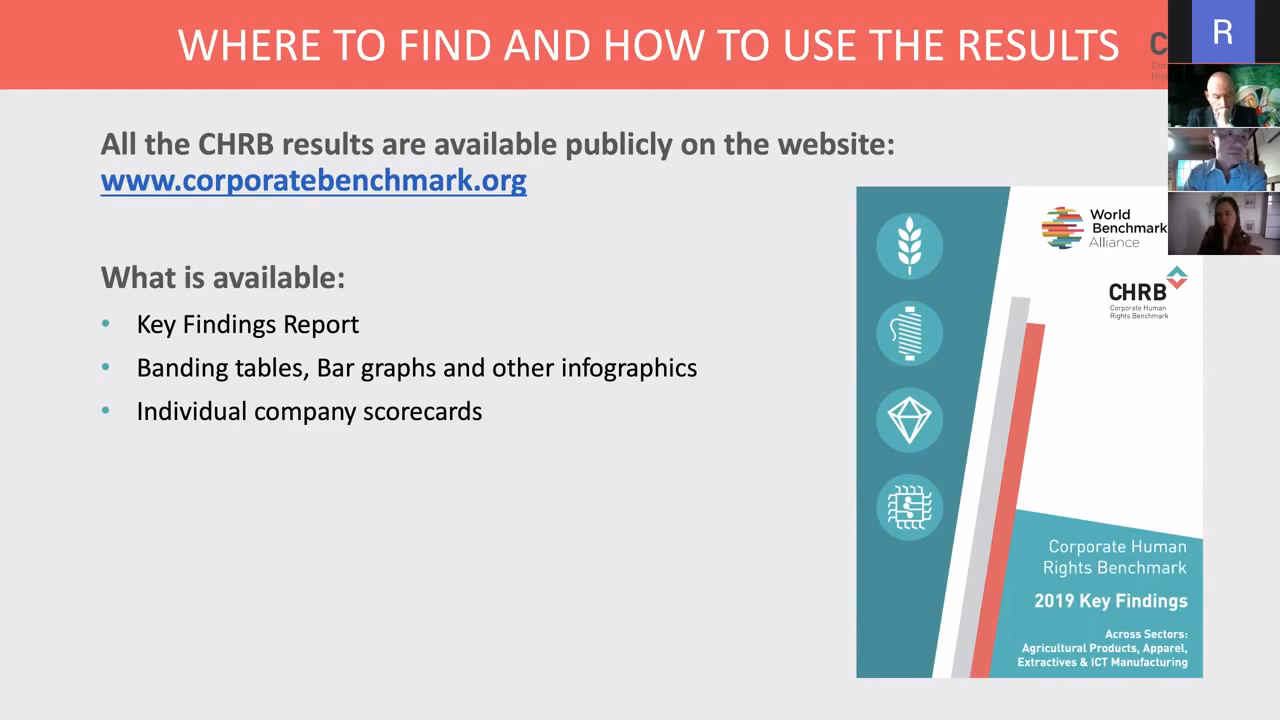 WHERE TO FIND AND HOW TO USE THE RESULTS
R
All the CHRB results are available publicly on the website:
www.corporatebenchmark.org
What is available:
• Key Findings Report
• Banding tables, Bar graphs and other infographics
• Individual company scorecards
World
Benchmark
Alliance
CHRB
Corporate Human
Rights Benchmark
Corporate Human
Rights Benchmark
2019 Key Findings
Across Sectors:
Agricultural Products, Apparel,
Extractives & ICT Manufacturing